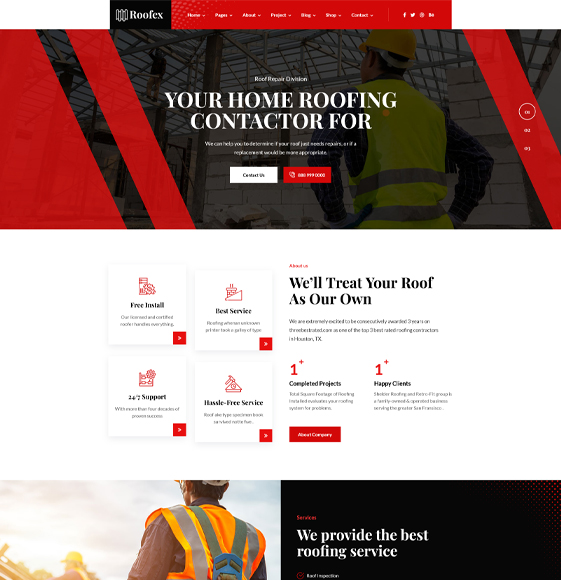 Roofex
Home Pages About Project Blog Shop Contact
Roof Repair Division
YOUR HOME ROOFING
CONTACTOR FOR
We can help you to determine if your roof just needs repairs, or if a
replacement would be more appropriate.
Contact Us
888 999 0000
01
02
03
Free Install
Our licensed and certified
roofer handles everything.
Best Service
Roofing when an unknown
printer took a galley of type.
24/7 Support
With more than four decades of
proven success
Hassle-Free Service
Roof site type specimen book
survived not to five.
About us
We'll Treat Your Roof
As Our Own
We are extremely excited to be consecutively awarded 3 years on
threebestrated.com as one of the top 3 best rated roofing contractors
in Houston, TX.
1+
Completed Projects
Total Square Footage of Roofing
Installed evaluates your roofing
system for problems.
1+
Happy Clients
Shelter Roofing and Retro-Fit group is
a family-owned & operated business
serving the greater San Francisco.
About Company
Services
We provide the best
roofing service
Roof Inspection